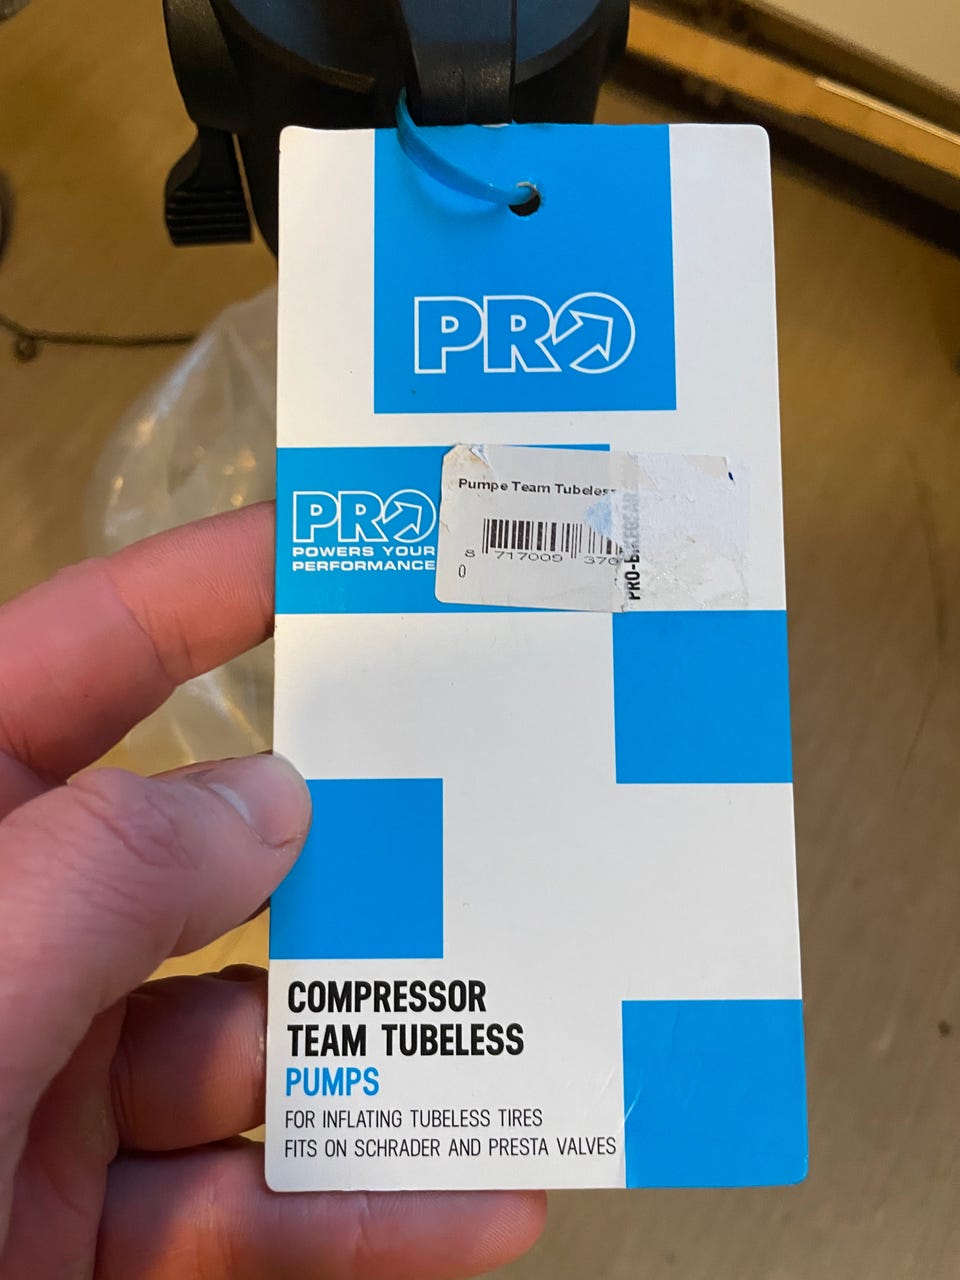 PRO
PRO
POWERS YOUR
PERFORMANCE
Pumpe Team Tubeless
8 717009 370
0
COMPRESSOR
TEAM TUBELESS
PUMPS
FOR INFLATING TUBELESS TIRES
FITS ON SCHRADER AND PRESTA VALVES